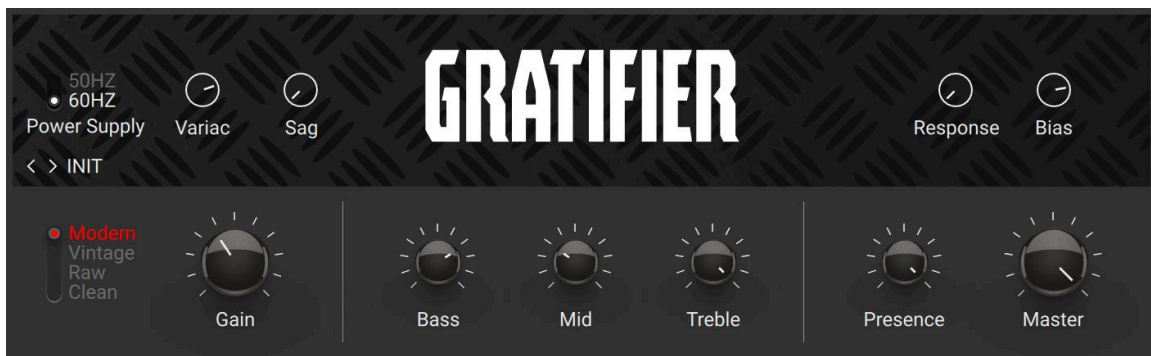 GRATIFIER
50HZ
60HZ
Power Supply
Variac
Sag
Response
Bias
< > INIT
Modern
Vintage
Raw
Clean
Gain
Bass
Mid
Treble
Presence
Master